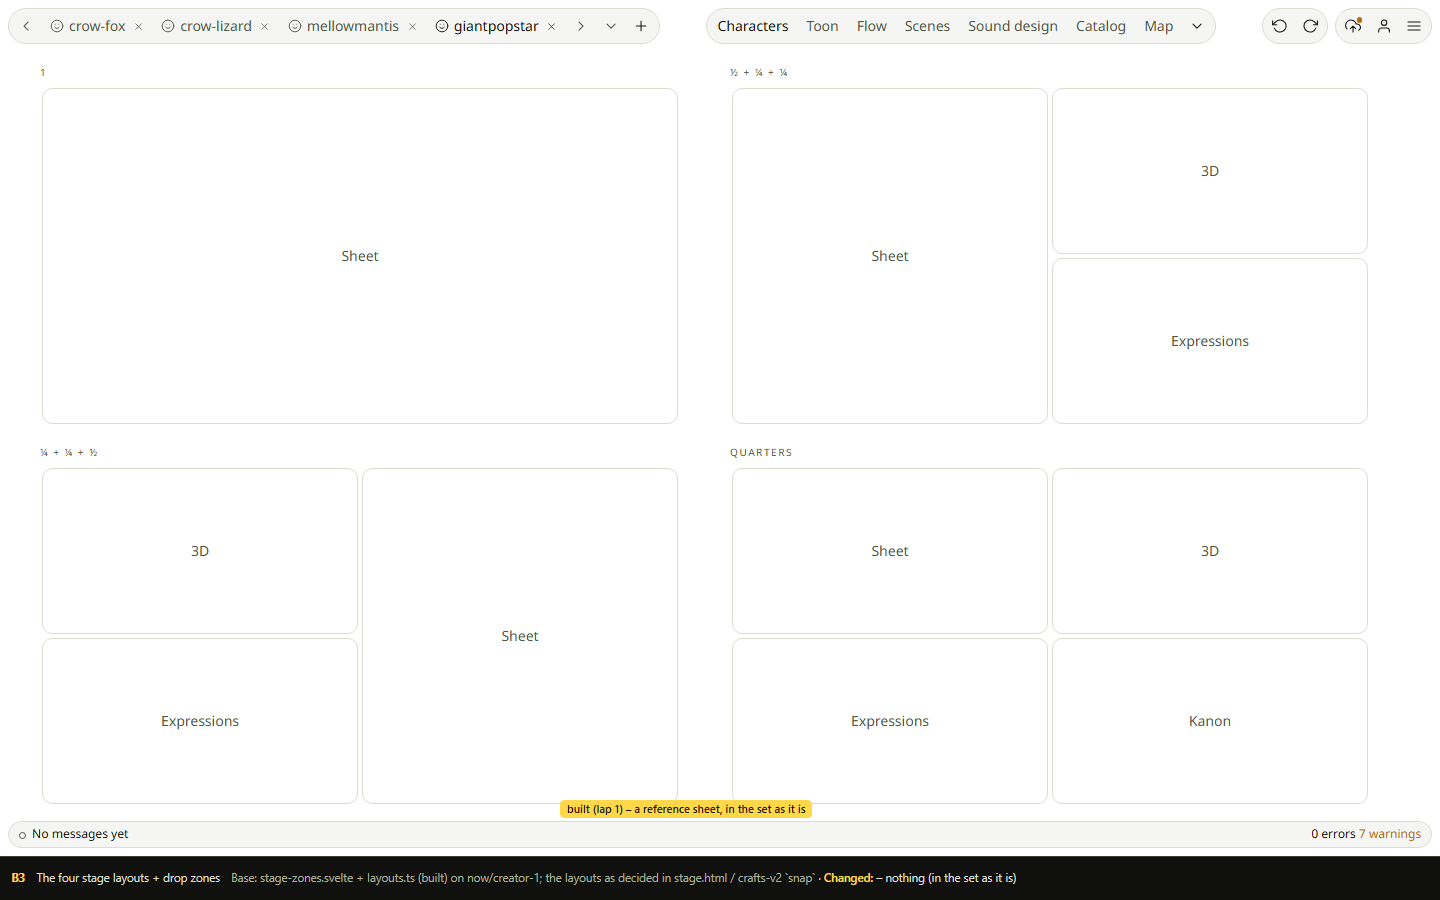 crow-fox crow-lizard mellowmantis giantpopstar
Characters Toon Flow Scenes Sound design Catalog Map
1
Sheet
½ + ¼ + ¼
Sheet
3D
Expressions
¼ + ¼ + ½
3D
Expressions
Sheet
QUARTERS
Sheet
3D
Expressions
Kanon
built (lap 1) – a reference sheet, in the set as it is
No messages yet
0 errors 7 warnings
B3 The four stage layouts + drop zones Base: stage-zones.svelte + layouts.ts (built) on now/creator-1; the layouts as decided in stage.html / crafts-v2 `snap` · Changed: – nothing (in the set as it is)